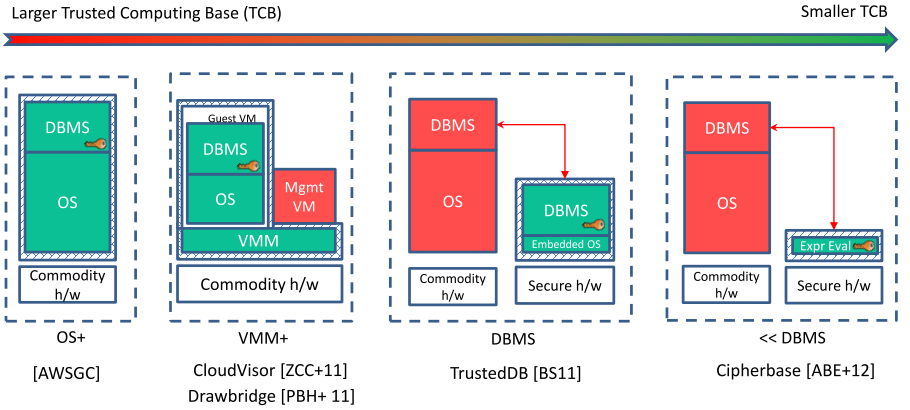 Larger Trusted Computing Base (TCB)
Smaller TCB
DBMS
OS
Commodity
h/w
OS+
[AWSGC]
Guest VM
DBMS
OS
Mgmt
VM
VMM
Commodity h/w
VMM+
CloudVisor [ZCC+11]
Drawbridge [PBH+ 11]
DBMS
OS
DBMS
Embedded OS
Commodity
h/w
Secure h/w
DBMS
TrustedDB [BS11]
DBMS
OS
Expr Eval
Commodity
h/w
Secure h/w
<< DBMS
Cipherbase [ABE+12]